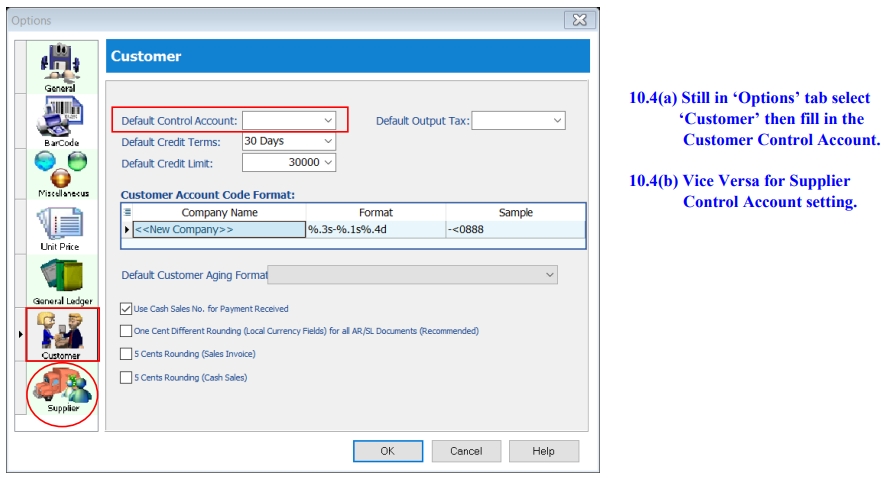 Options
General
BarCode
Miscellaneous
Unit Price
General Ledger
Customer
Supplier
Customer
Default Control Account:
Default Output Tax:
Default Credit Terms: 30 Days
Default Credit Limit: 30000
Customer Account Code Format:
Company Name Format Sample
<<New Company>> %.3s-%.1s%.4d -<0888
Default Customer Aging Format
Use Cash Sales No. for Payment Received
One Cent Different Rounding (Local Currency Fields) for all AR/SL Documents (Recommended)
5 Cents Rounding (Sales Invoice)
5 Cents Rounding (Cash Sales)
OK Cancel Help
10.4(a) Still in ‘Options’ tab select
‘Customer’ then fill in the
Customer Control Account.
10.4(b) Vice Versa for Supplier
Control Account setting.